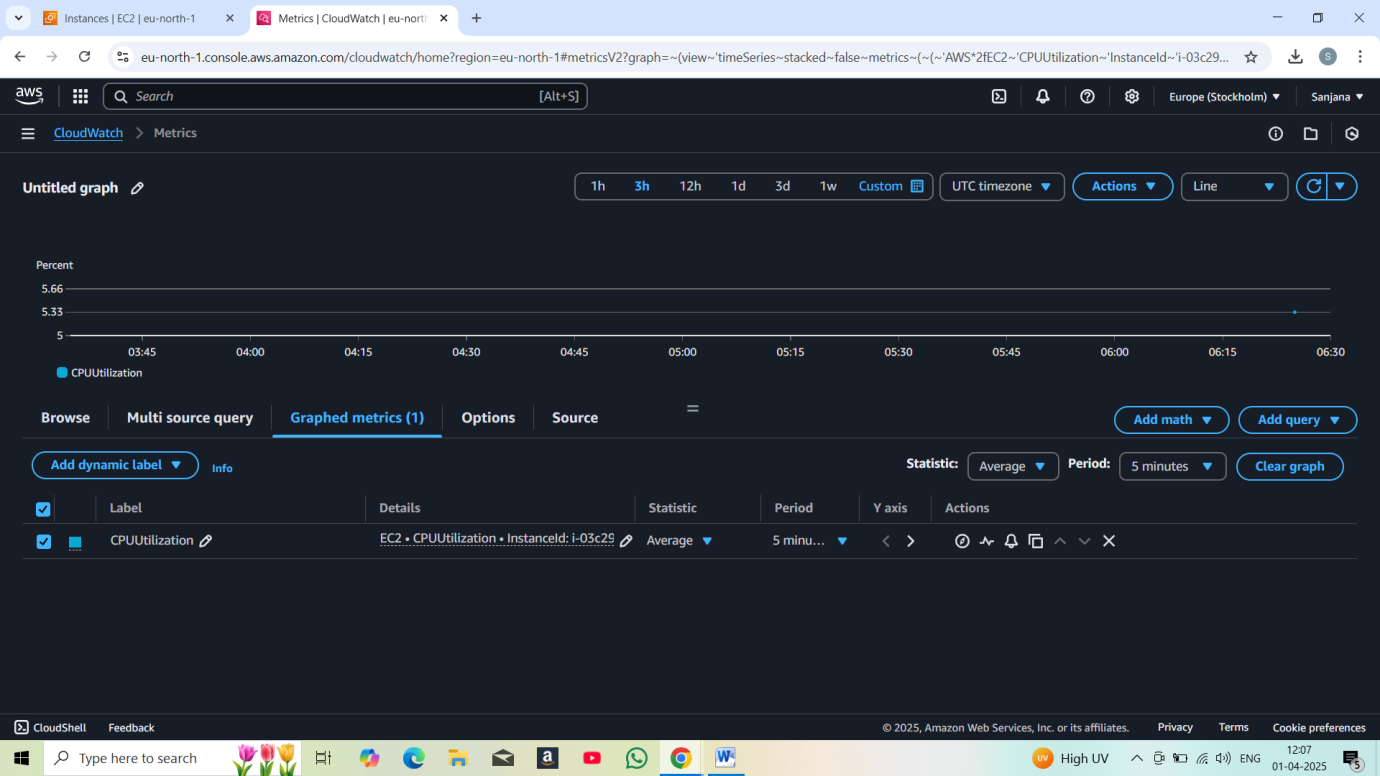 Instances | EC2 | eu-north-1
Metrics | CloudWatch | eu-north
eu-north-1.console.aws.amazon.com/cloudwatch/home?region=eu-north-1#metricsV2?graph=~(view~'timeSeries~stacked~false~metrics~(~(~'AWS*2fEC2~'CPUUtilization~'InstanceId~'i-03c29...
S
aws
Search [Alt+S]
Europe (Stockholm)
Sanjana
CloudWatch
Metrics
Untitled graph
1h 3h 12h 1d 3d 1w Custom
UTC timezone
Actions
Line
Percent
5.66
5.33
5
03:45 04:00 04:15 04:30 04:45 05:00 05:15 05:30 05:45 06:00 06:15 06:30
CPUUtilization
Browse Multi source query Graphed metrics (1) Options Source
Add math
Add query
Add dynamic label
Info
Statistic:
Average
Period:
5 minutes
Clear graph
Label Details Statistic Period Y axis Actions
CPUUtilization EC2 • CPUUtilization • InstanceId: i-03c29 Average 5 minu...
CloudShell Feedback
© 2025, Amazon Web Services, Inc. or its affiliates. Privacy Terms Cookie preferences
Type here to search
a
W
UV
High UV
ENG
12:07
01-04-2025
5